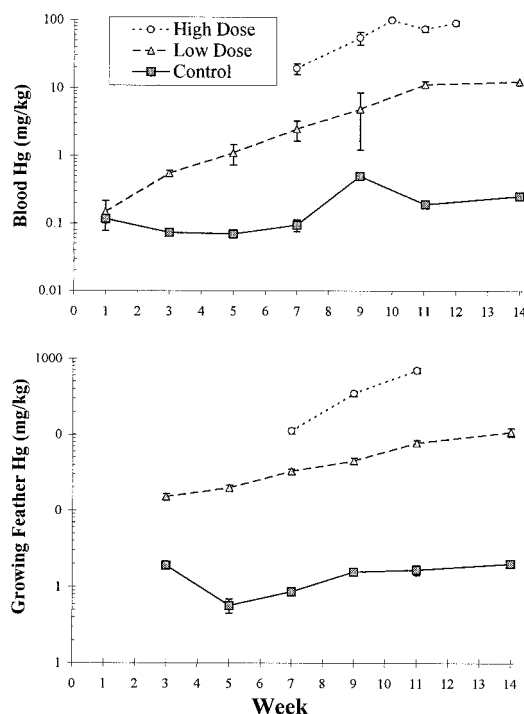 High Dose
Low Dose
Control
Blood Hg (mg/kg)
100
10
1
0.1
0.01
0 1 2 3 4 5 6 7 8 9 10 11 12 13 14
Growing Feather Hg (mg/kg)
1000
0
0
1
1
0 1 2 3 4 5 6 7 8 9 10 11 12 13 14
Week